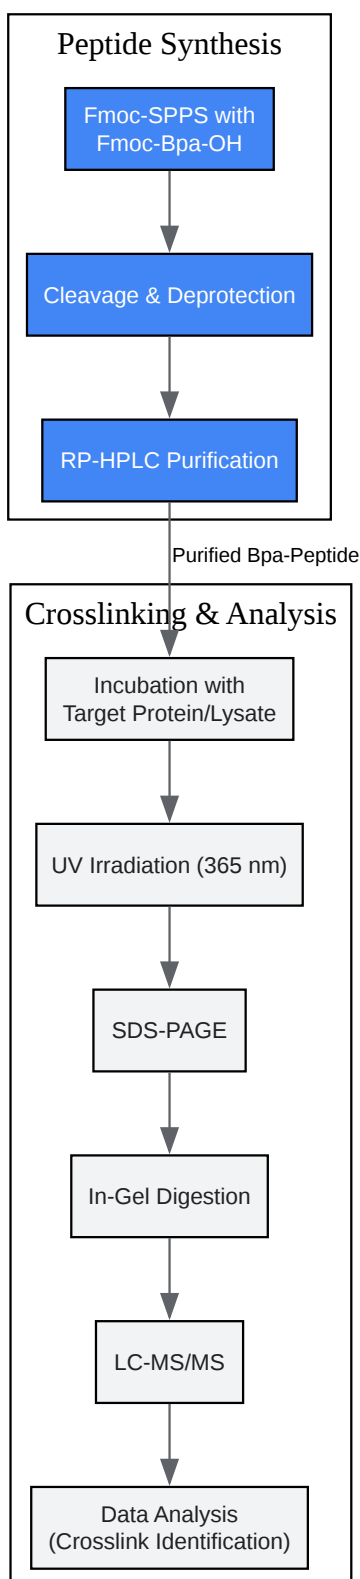 Peptide Synthesis
Fmoc-SPPS with
Fmoc-Bpa-OH
Cleavage & Deprotection
RP-HPLC Purification
Purified Bpa-Peptide
Crosslinking & Analysis
Incubation with
Target Protein/Lysate
UV Irradiation (365 nm)
SDS-PAGE
In-Gel Digestion
LC-MS/MS
Data Analysis
(Crosslink Identification)